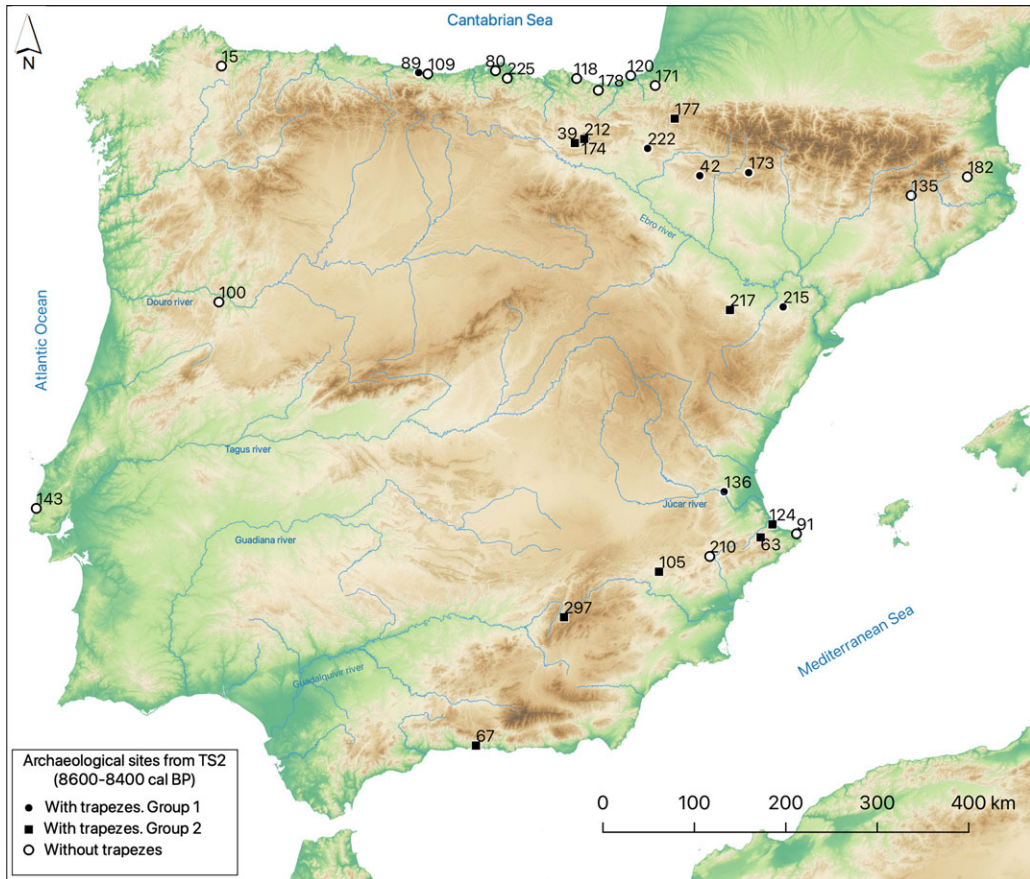 Cantabrian Sea
N
15
89
109
80
225
118
178
120
171
177
39
212
174
222
42
173
135
182
Ebro river
Atlantic Ocean
Douro river
100
217
215
Tagus river
143
136
Júcar river
124
91
63
Guadiana river
210
105
297
Mediterranean Sea
Guadalquivir river
67
Archaeological sites from TS2
(8600-8400 cal BP)
With trapezes. Group 1
With trapezes. Group 2
Without trapezes
0 100 200 300 400 km